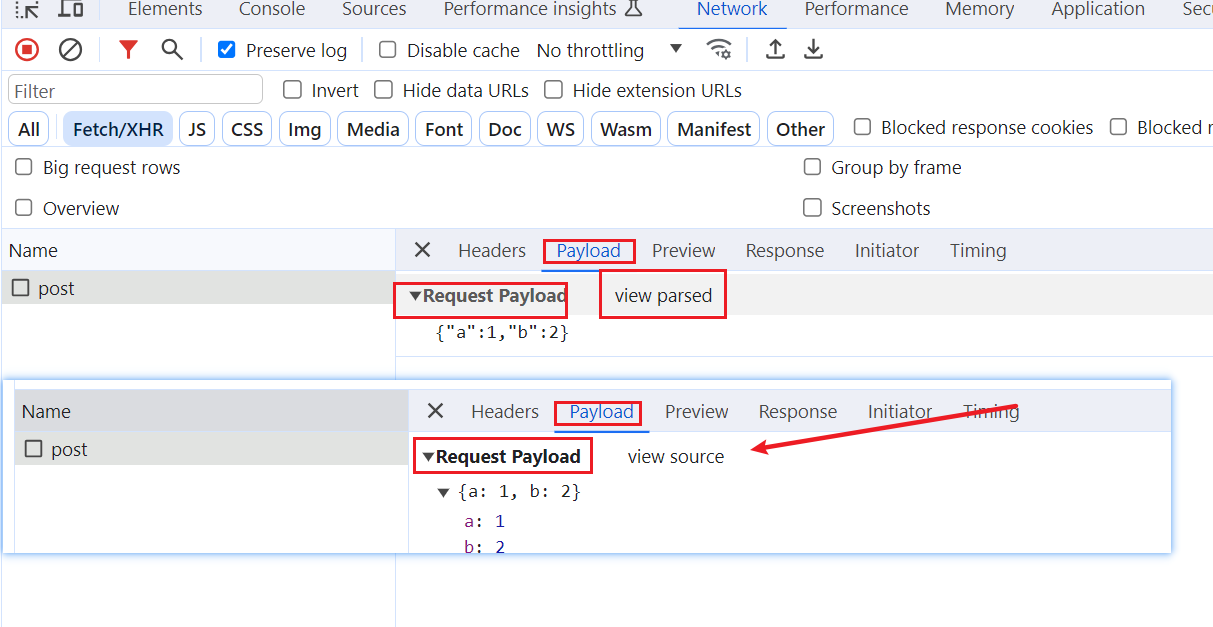 Elements Console Sources Performance insights Network Performance Memory Application Sec
Preserve log Disable cache No throttling
Filter Invert Hide data URLs Hide extension URLs
All Fetch/XHR JS CSS Img Media Font Doc WS Wasm Manifest Other Blocked response cookies Blocked r
Big request rows Group by frame
Overview Screenshots
Name Headers Payload Preview Response Initiator Timing
post Request Payload view parsed
{"a":1,"b":2}
Name Headers Payload Preview Response Initiator Timing
post Request Payload view source
{a: 1, b: 2}
a: 1
b: 2